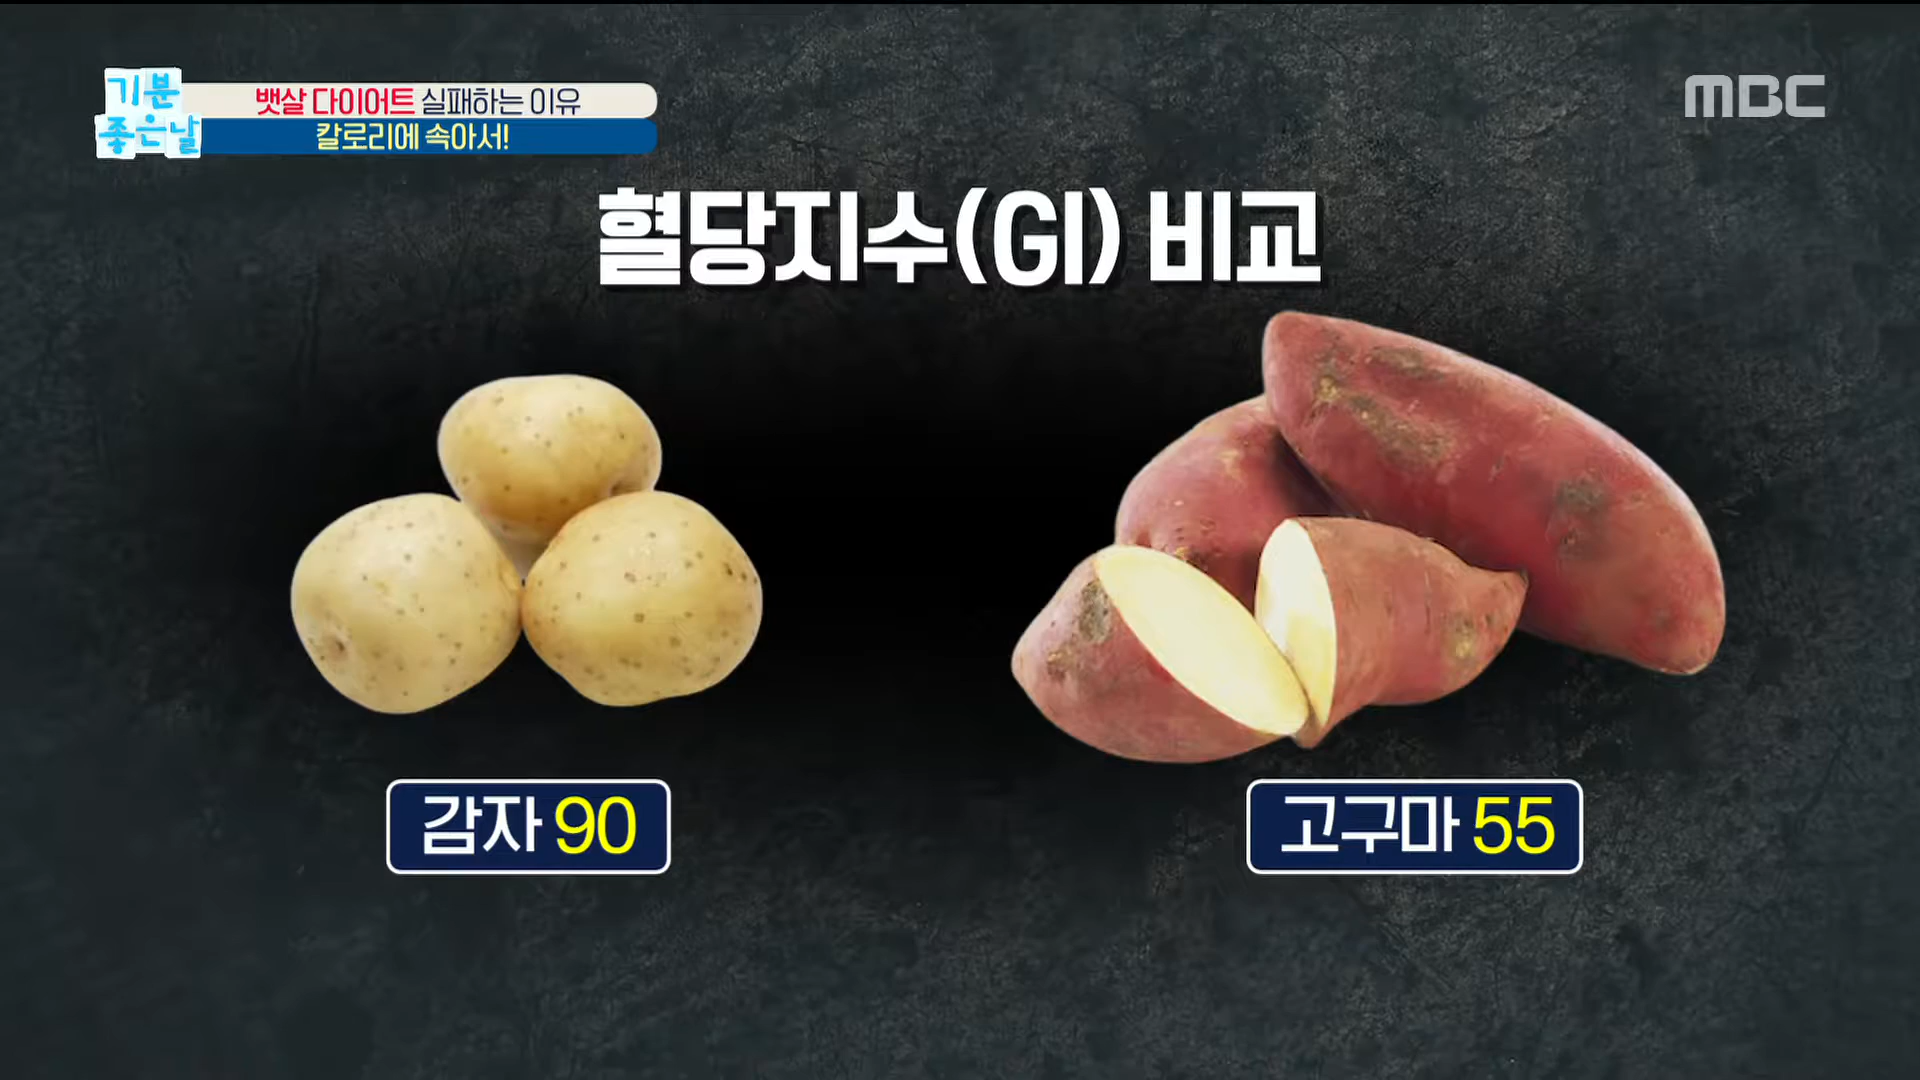 기분
좋은날
뱃살 다이어트 실패하는 이유
칼로리에 속아서!
MBC
혈당지수(GI) 비교
감자 90
고구마 55